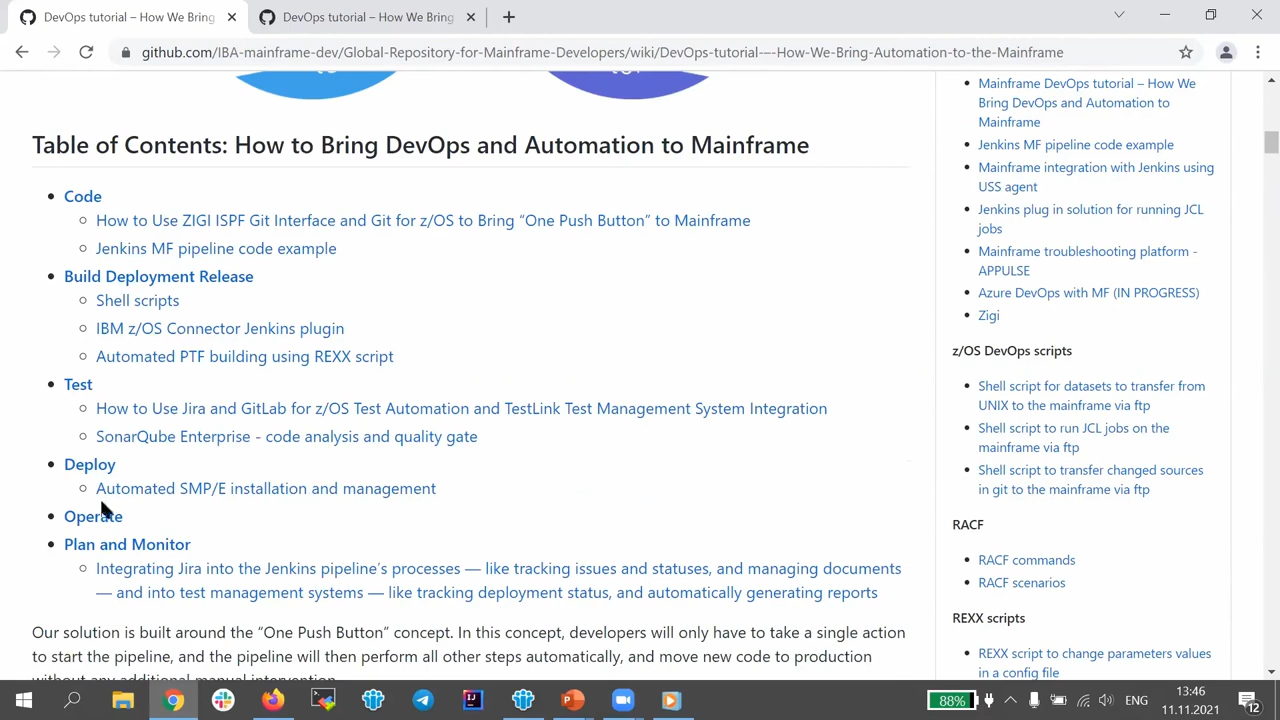 DevOps tutorial – How We Bring
DevOps tutorial – How We Bring
github.com/IBA-mainframe-dev/Global-Repository-for-Mainframe-Developers/wiki/DevOps-tutorial-–-How-We-Bring-Automation-to-the-Mainframe
Table of Contents: How to Bring DevOps and Automation to Mainframe
Code
How to Use ZIGI ISPF Git Interface and Git for z/OS to Bring “One Push Button” to Mainframe
Jenkins MF pipeline code example
Build Deployment Release
Shell scripts
IBM z/OS Connector Jenkins plugin
Automated PTF building using REXX script
Test
How to Use Jira and GitLab for z/OS Test Automation and TestLink Test Management System Integration
SonarQube Enterprise - code analysis and quality gate
Deploy
Automated SMP/E installation and management
Operate
Plan and Monitor
Integrating Jira into the Jenkins pipeline’s processes — like tracking issues and statuses, and managing documents
— and into test management systems — like tracking deployment status, and automatically generating reports
Our solution is built around the “One Push Button” concept. In this concept, developers will only have to take a single action
to start the pipeline, and the pipeline will then perform all other steps automatically, and move new code to production
without any additional manual intervention.
Mainframe DevOps tutorial – How We
Bring DevOps and Automation to
Mainframe
Jenkins MF pipeline code example
Mainframe integration with Jenkins using
USS agent
Jenkins plug in solution for running JCL
jobs
Mainframe troubleshooting platform -
APPULSE
Azure DevOps with MF (IN PROGRESS)
Zigi
z/OS DevOps scripts
Shell script for datasets to transfer from
UNIX to the mainframe via ftp
Shell script to run JCL jobs on the
mainframe via ftp
Shell script to transfer changed sources
in git to the mainframe via ftp
RACF
RACF commands
RACF scenarios
REXX scripts
REXX script to change parameters values
in a config file
88%
ENG
13:46
11.11.2021
12